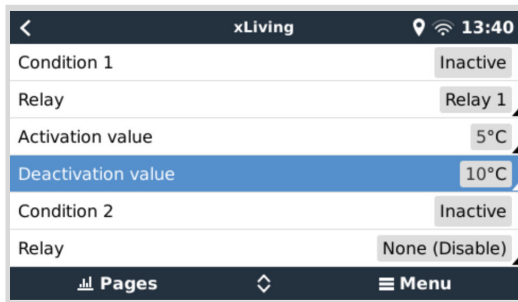 xLiving 13:40
Condition 1 Inactive
Relay Relay 1
Activation value 5°C
Deactivation value 10°C
Condition 2 Inactive
Relay None (Disable)
Pages Menu